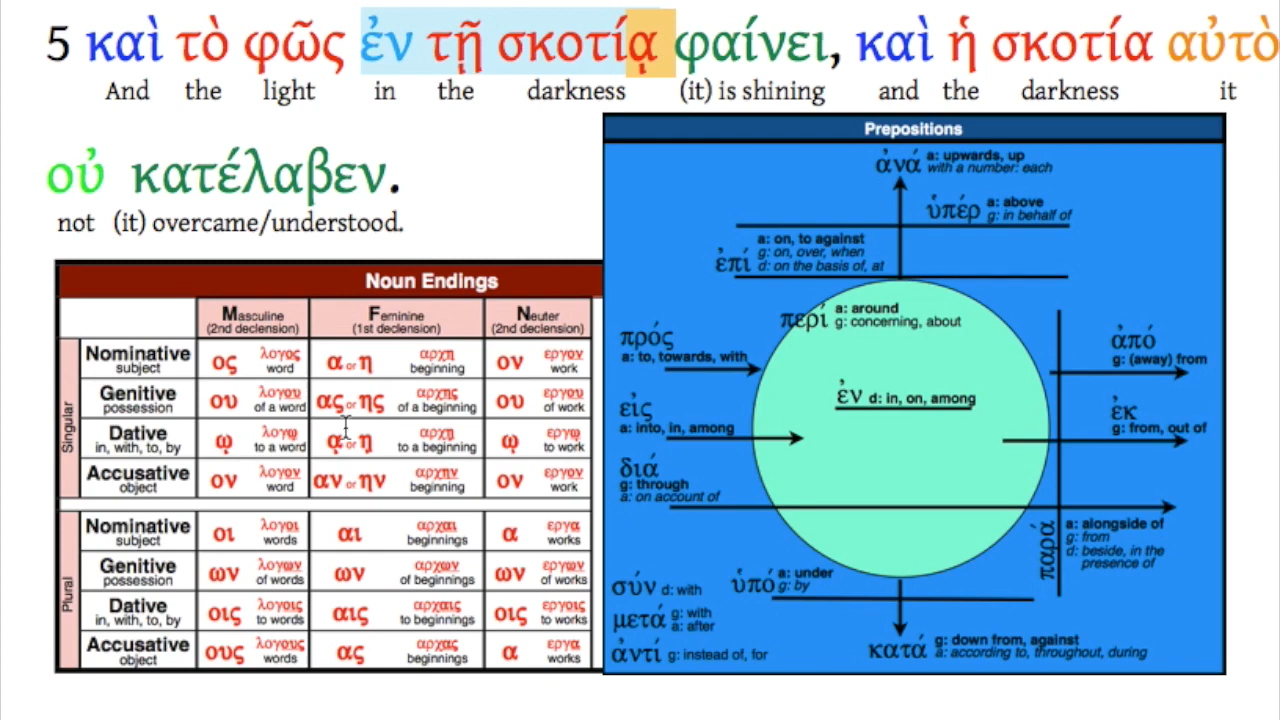 5 καὶ τὸ φῶς ἐν τῇ σκοτίᾳ φαίνει, καὶ ἡ σκοτία αὐτὸ
And the light in the darkness (it) is shining and the darkness it
οὐ κατέλαβεν.
not (it) overcame/understood.
Noun Endings
Masculine Feminine Neuter
(2nd declension) (1st declension) (2nd declension)
Singular
Nominative ος λογος α or η αρχη ον εργον
subject word beginning work
Genitive ου λογου ας or ης αρχης ου εργου
possession of a word of a beginning of work
Dative ῳ λογῳ ᾳ or ῃ αρχῃ ῳ εργῳ
in, with, to, by to a word to a beginning to work
Accusative ον λογον αν or ην αρχην ον εργον
object word beginning work
Plural
Nominative οι λογοι αι αρχαι α εργα
subject words beginnings works
Genitive ων λογων ων αρχων ων εργων
possession of words of beginnings of works
Dative οις λογοις αις αρχαις οις εργοις
in, with, to, by to words to beginnings to works
Accusative ους λογους ας αρχας α εργα
object words beginnings works
Prepositions
ἀνά a: upwards, up
with a number: each
ὑπέρ a: above
g: in behalf of
ἐπί a: on, to against
g: on, over, when
d: on the basis of, at
περί a: around
g: concerning, about
πρός
a: to, towards, with
ἀπό
g: (away) from
ἐν d: in, on, among
εἰς
a: into, in, among
ἐκ
g: from, out of
διά
g: through
a: on account of
παρά a: alongside of
g: from
d: beside, in the
presence of
σύν d: with
ὑπό a: under
g: by
μετά g: with
a: after
ἀντί g: instead of, for
κατά g: down from, against
a: according to, throughout, during